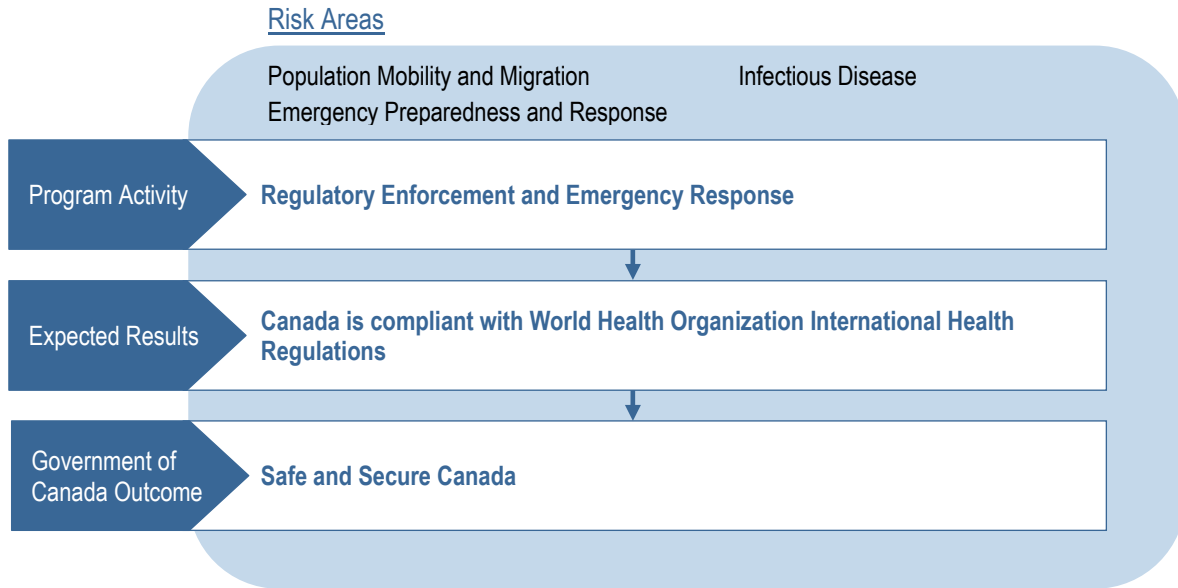 Risk Areas
Population Mobility and Migration
Infectious Disease
Emergency Preparedness and Response
Program Activity
Regulatory Enforcement and Emergency Response
Expected Results
Canada is compliant with World Health Organization International Health
Regulations
Government of
Canada Outcome
Safe and Secure Canada